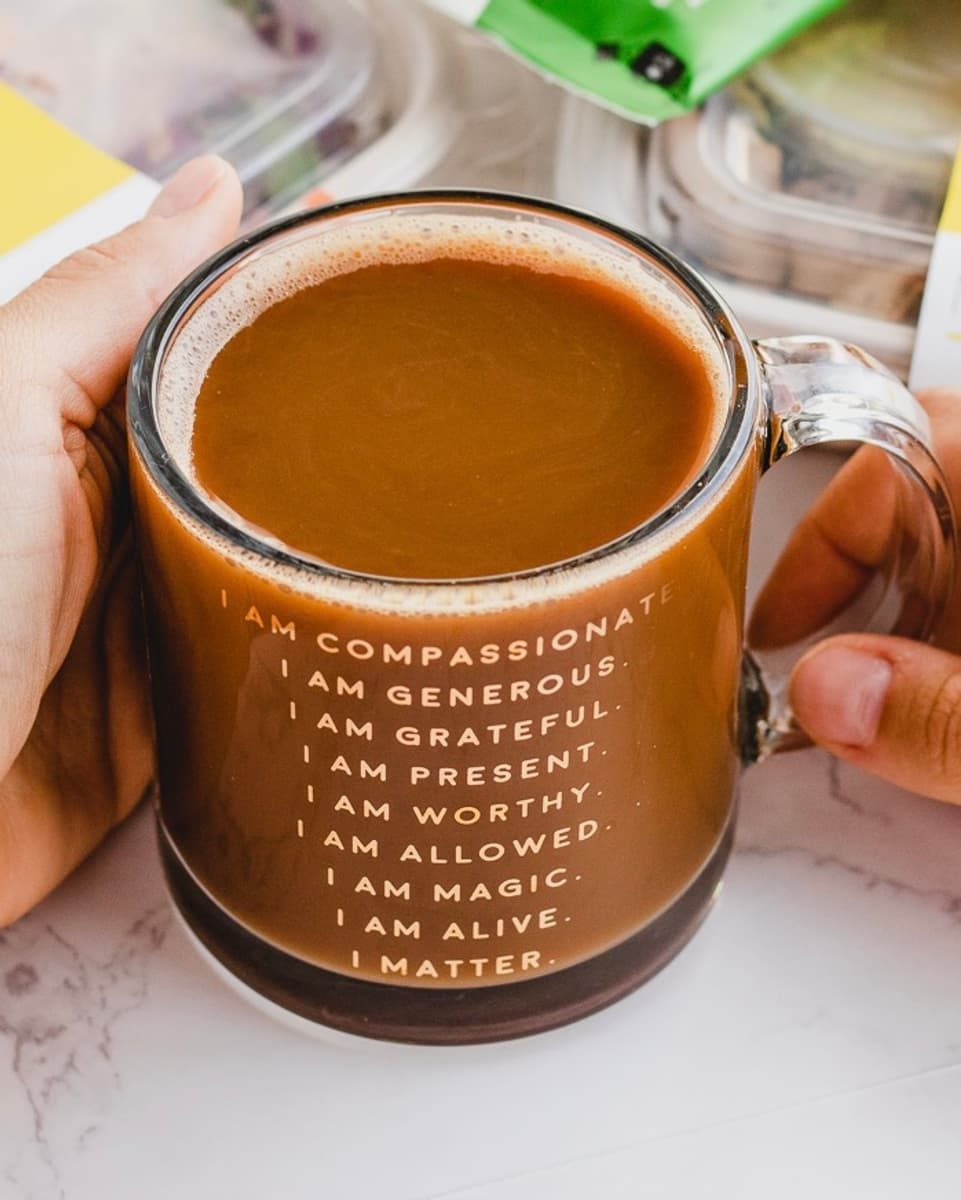 I AM COMPASSIONATE
I AM GENEROUS.
I AM GRATEFUL.
I AM PRESENT.
I AM WORTHY.
I AM ALLOWED.
I AM MAGIC.
I AM ALIVE.
I MATTER.